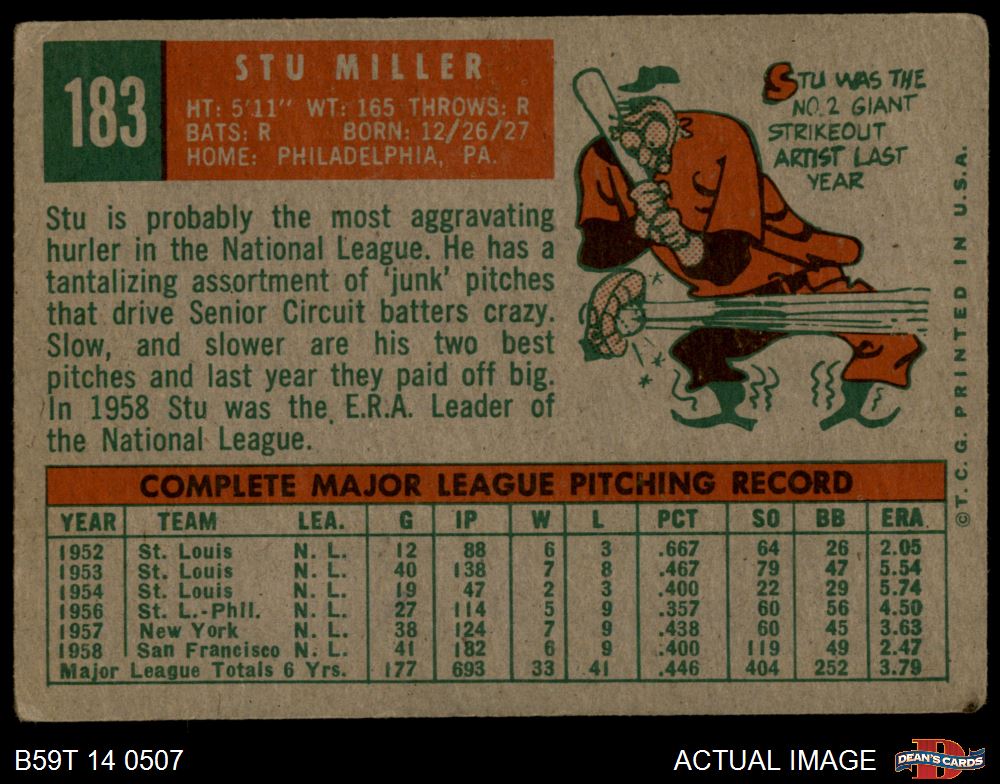 183
STU MILLER
HT: 5'11" WT: 165 THROWS: R
BATS: R BORN: 12/26/27
HOME: PHILADELPHIA, PA.
STU WAS THE
NO. 2 GIANT
STRIKEOUT
ARTIST LAST
YEAR
Stu is probably the most aggravating
hurler in the National League. He has a
tantalizing assortment of 'junk' pitches
that drive Senior Circuit batters crazy.
Slow, and slower are his two best
pitches and last year they paid off big.
In 1958 Stu was the E.R.A. Leader of
the National League.
©T. C. G. PRINTED IN U.S.A.
COMPLETE MAJOR LEAGUE PITCHING RECORD
YEAR TEAM LEA. G IP W L PCT SO BB ERA
1952 St. Louis N. L. 12 88 6 3 .667 64 26 2.05
1953 St. Louis N. L. 40 138 7 8 .467 79 47 5.54
1954 St. Louis N. L. 19 47 2 3 .400 22 29 5.74
1956 St. L.-Phil. N. L. 27 114 5 9 .357 60 56 4.50
1957 New York N. L. 38 124 7 9 .438 60 45 3.63
1958 San Francisco N. L. 41 182 6 9 .400 119 49 2.47
Major League Totals 6 Yrs. 177 693 33 41 .446 404 252 3.79
B59T 14 0507
ACTUAL IMAGE
DEAN'S CARDS